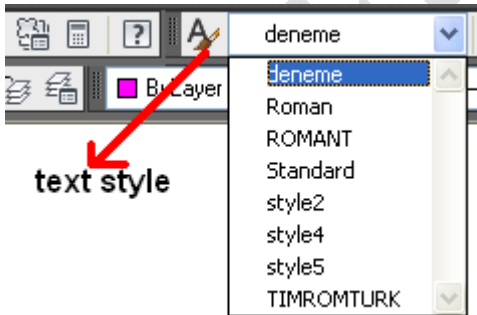 deneme
deneme
ByLayer
Roman
ROMANT
Standard
text style
style2
style4
style5
TIMROMTURK